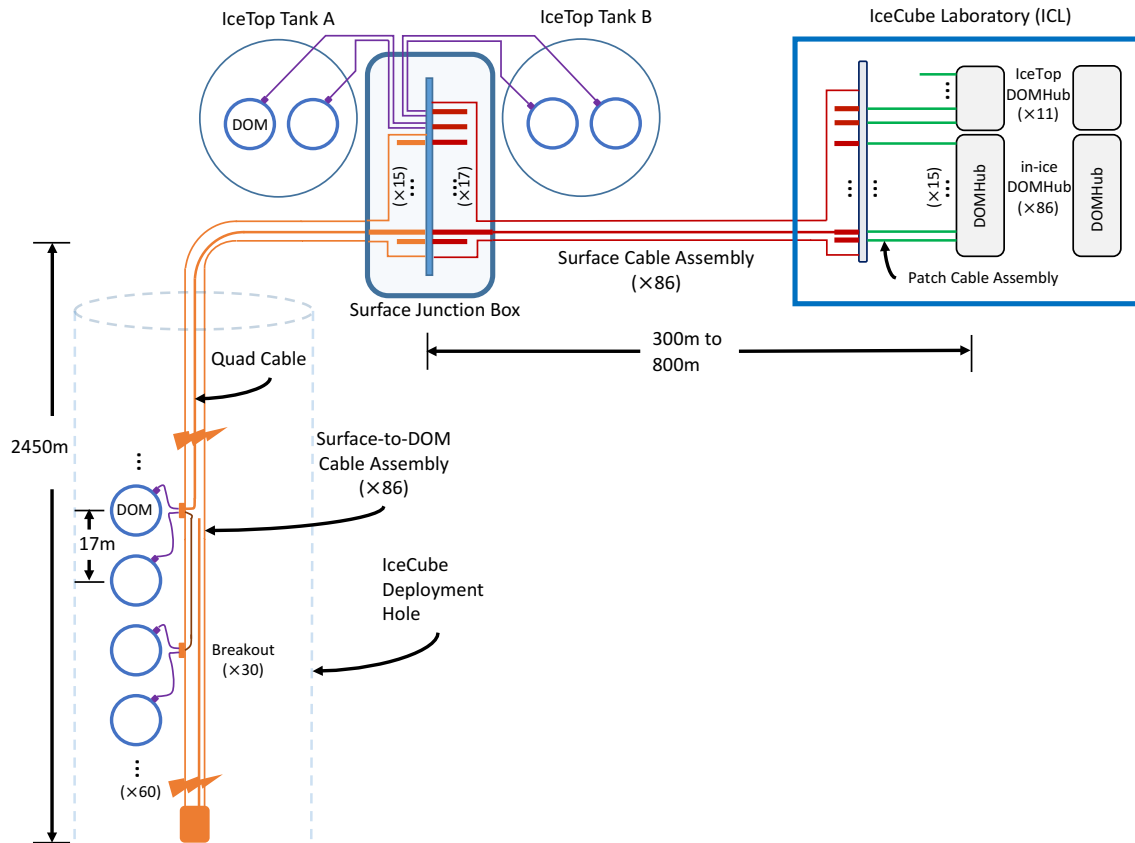 IceTop Tank A
IceTop Tank B
IceCube Laboratory (ICL)
DOM
IceTop
DOMHub
(×11)
(×15)
(×17)
(×15)
DOMHub
in-ice
DOMHub
(×86)
DOMHub
Surface Cable Assembly
(×86)
Patch Cable Assembly
Surface Junction Box
300m to
800m
Quad Cable
2450m
Surface-to-DOM
Cable Assembly
(×86)
DOM
17m
IceCube
Deployment
Hole
Breakout
(×30)
(×60)